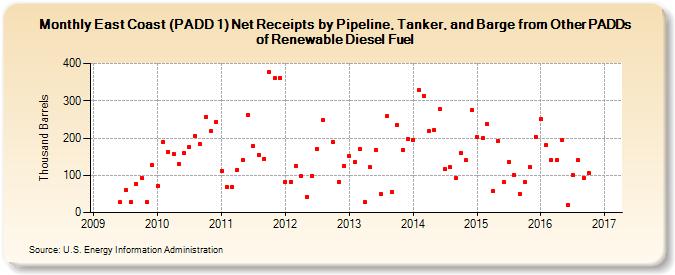 Monthly East Coast (PADD 1) Net Receipts by Pipeline, Tanker, and Barge from Other PADDs
of Renewable Diesel Fuel
Thousand Barrels
400
300
200
100
0
2009 2010 2011 2012 2013 2014 2015 2016 2017
Source: U.S. Energy Information Administration